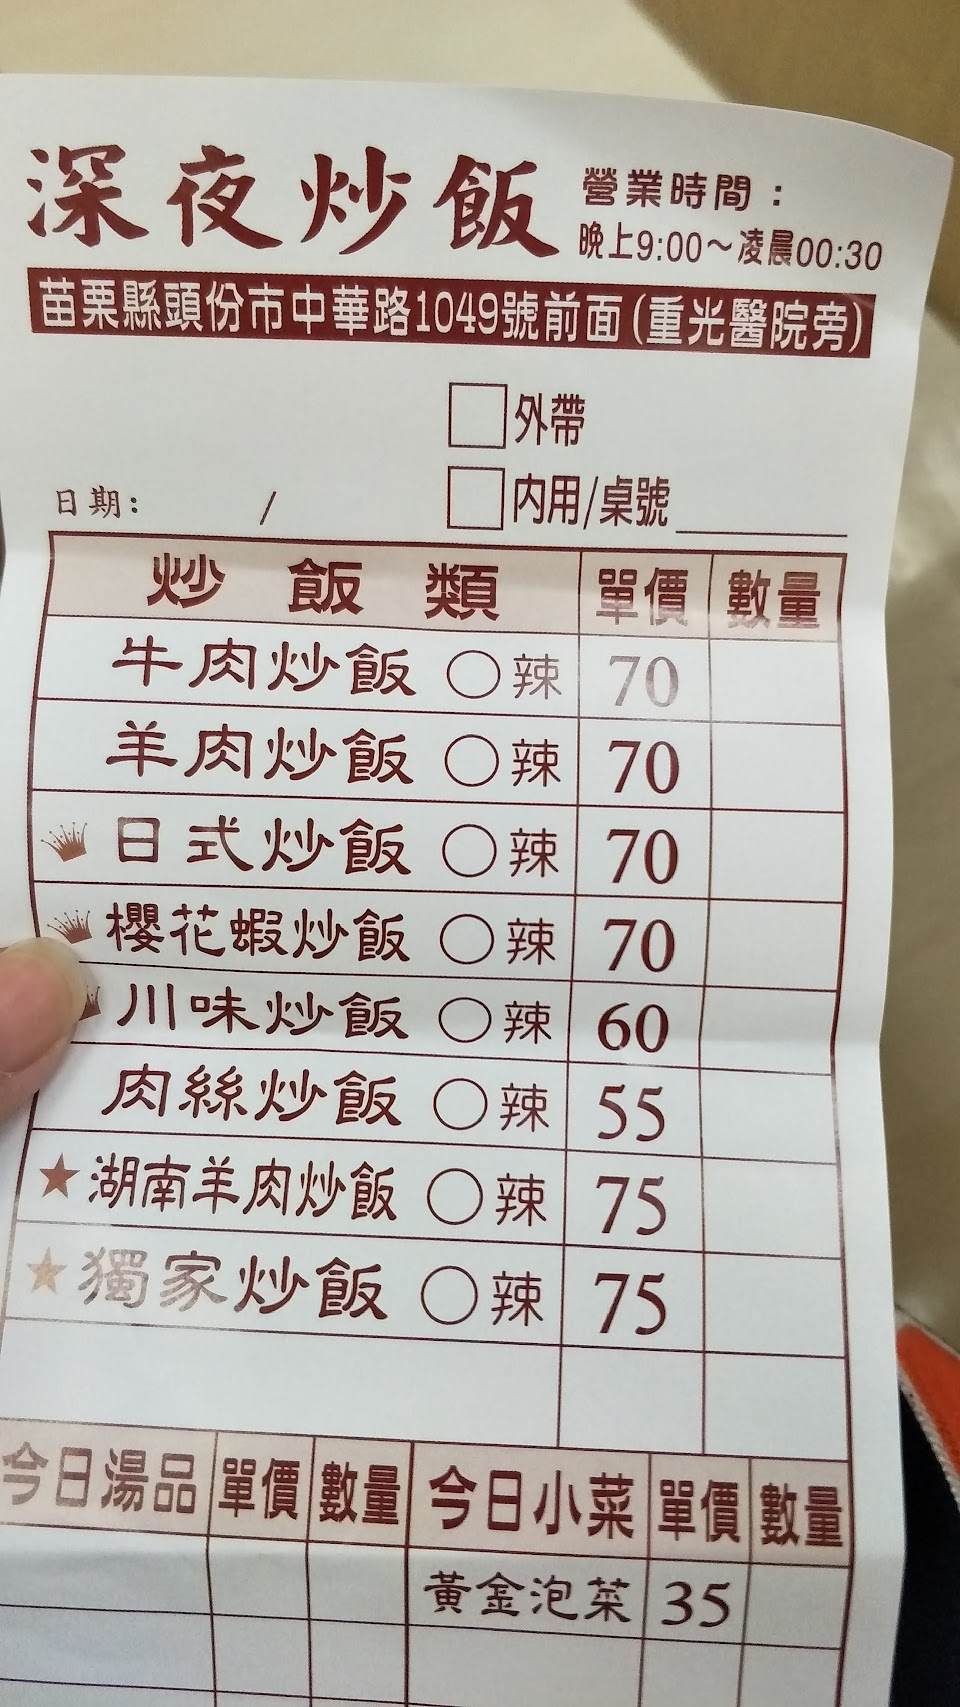 深夜炒飯
營業時間：
晚上9:00～凌晨00:30
苗栗縣頭份市中華路1049號前面(重光醫院旁)
外帶
日期: /
內用/桌號
炒飯類 單價 數量
牛肉炒飯 ○辣 70
羊肉炒飯 ○辣 70
日式炒飯 ○辣 70
櫻花蝦炒飯 ○辣 70
川味炒飯 ○辣 60
肉絲炒飯 ○辣 55
★湖南羊肉炒飯 ○辣 75
★獨家炒飯 ○辣 75
今日湯品 單價 數量 今日小菜 單價 數量
黃金泡菜 35